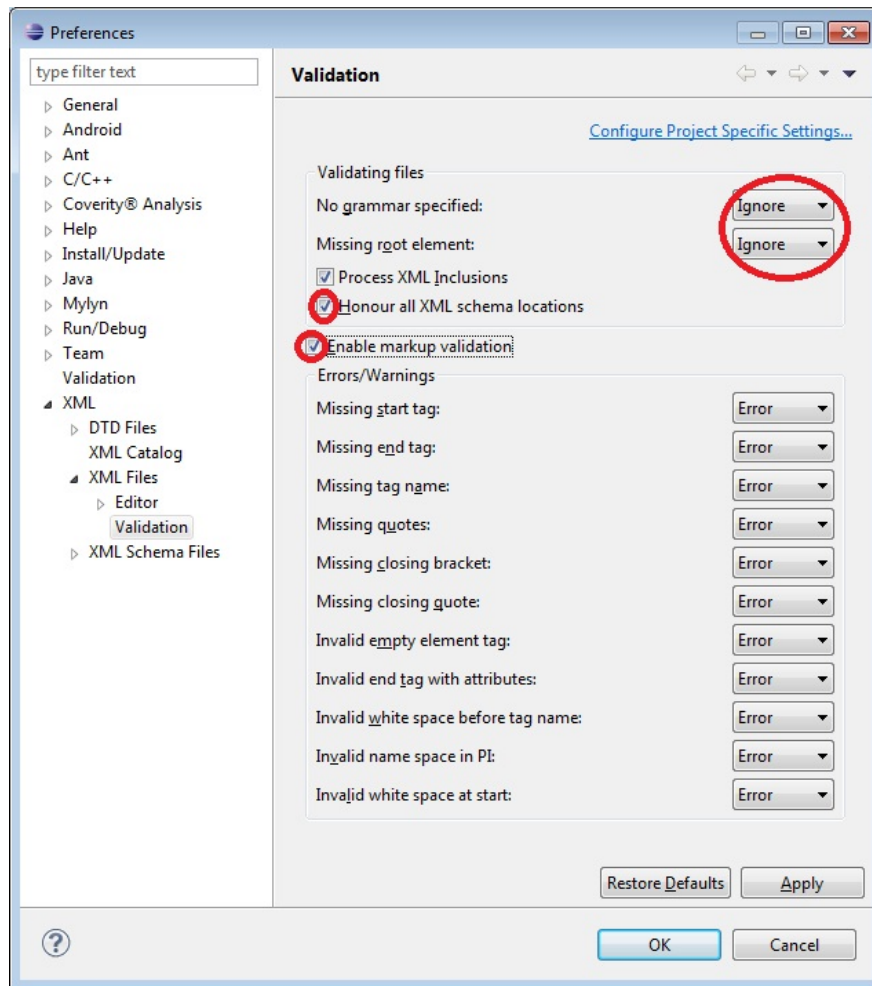 Preferences
type filter text
General
Android
Ant
C/C++
Coverity® Analysis
Help
Install/Update
Java
Mylyn
Run/Debug
Team
Validation
XML
DTD Files
XML Catalog
XML Files
Editor
Validation
XML Schema Files
Validation
Configure Project Specific Settings...
Validating files
No grammar specified: Ignore
Missing root element: Ignore
Process XML Inclusions
Honour all XML schema locations
Enable markup validation
Errors/Warnings
Missing start tag: Error
Missing end tag: Error
Missing tag name: Error
Missing quotes: Error
Missing closing bracket: Error
Missing closing quote: Error
Invalid empty element tag: Error
Invalid end tag with attributes: Error
Invalid white space before tag name: Error
Invalid name space in PI: Error
Invalid white space at start: Error
Restore Defaults Apply
? OK Cancel